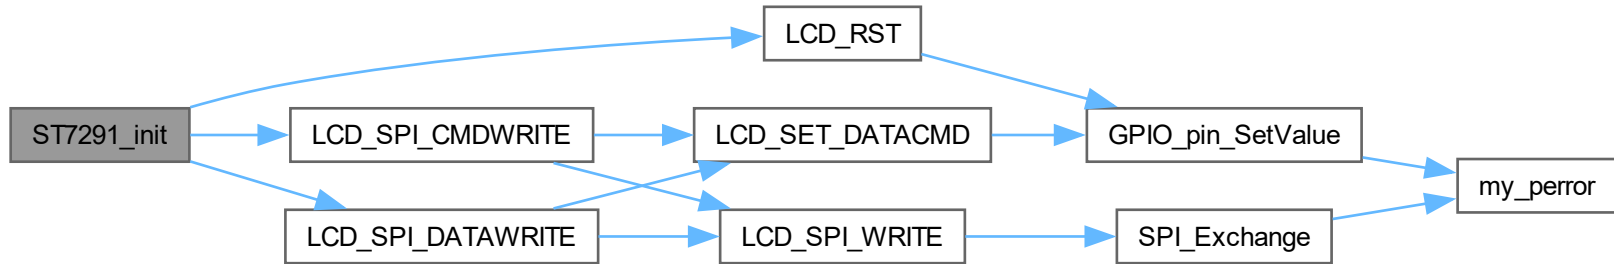 LCD_RST
ST7291_init
LCD_SPI_CMDWRITE
LCD_SET_DATACMD
GPIO_pin_SetValue
my_perror
LCD_SPI_DATAWRITE
LCD_SPI_WRITE
SPI_Exchange